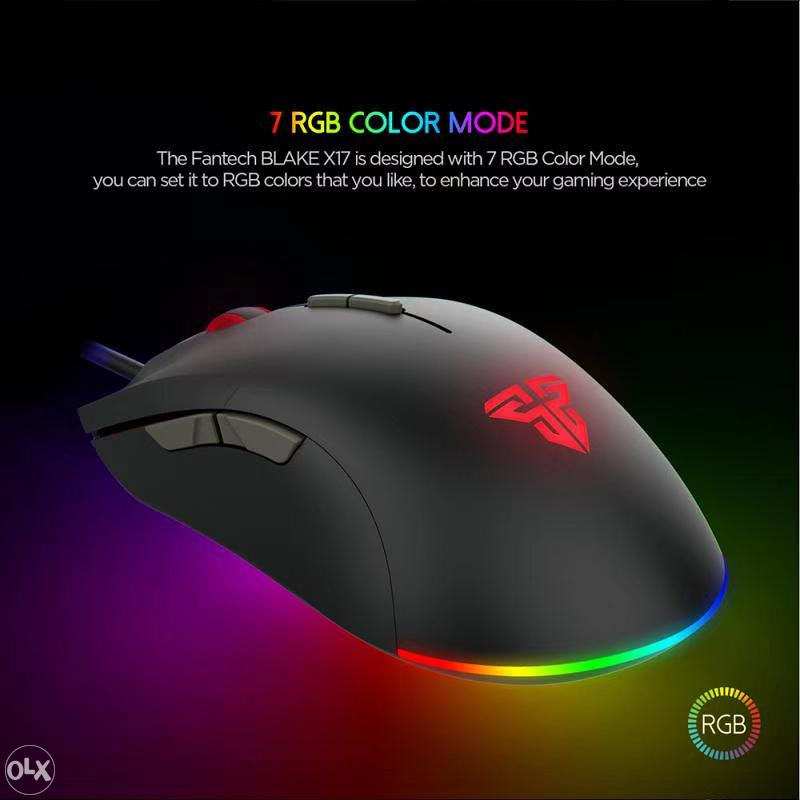 7 RGB COLOR MODE
The Fantech BLAKE X17 is designed with 7 RGB Color Mode,
you can set it to RGB colors that you like, to enhance your gaming experience
RGB
OLX